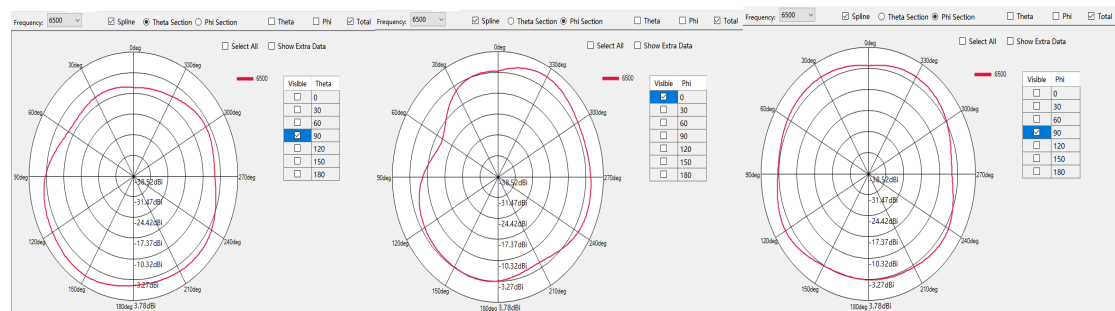 Frequency: 6500 Spline Theta Section Phi Section Theta Phi Total
Select All Show Extra Data
0deg
30deg
330deg
6500
60deg
300deg
90deg
270deg
120deg
240deg
150deg
210deg
180deg
-38.52dBi
-31.47dBi
-24.42dBi
-17.37dBi
-10.32dBi
-3.27dBi
3.78dBi
Visible Theta
0
30
60
90
120
150
180
Frequency: 6500 Spline Theta Section Phi Section Theta Phi Total
Select All Show Extra Data
0deg
30deg
330deg
6500
60deg
300deg
90deg
270deg
120deg
240deg
150deg
210deg
180deg
-38.52dBi
-31.47dBi
-24.42dBi
-17.37dBi
-10.32dBi
-3.27dBi
3.78dBi
Visible Phi
0
30
60
90
120
150
180
Frequency: 6500 Spline Theta Section Phi Section Theta Phi Total
Select All Show Extra Data
0deg
30deg
330deg
6500
60deg
300deg
90deg
270deg
120deg
240deg
150deg
210deg
180deg
-38.52dBi
-31.47dBi
-24.42dBi
-17.37dBi
-10.32dBi
-3.27dBi
3.78dBi
Visible Phi
0
30
60
90
120
150
180